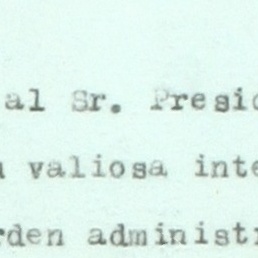 al Sr. Presid
valiosa inte
rden administr